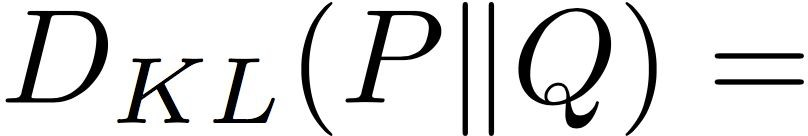 D_{KL}(P‖Q) =